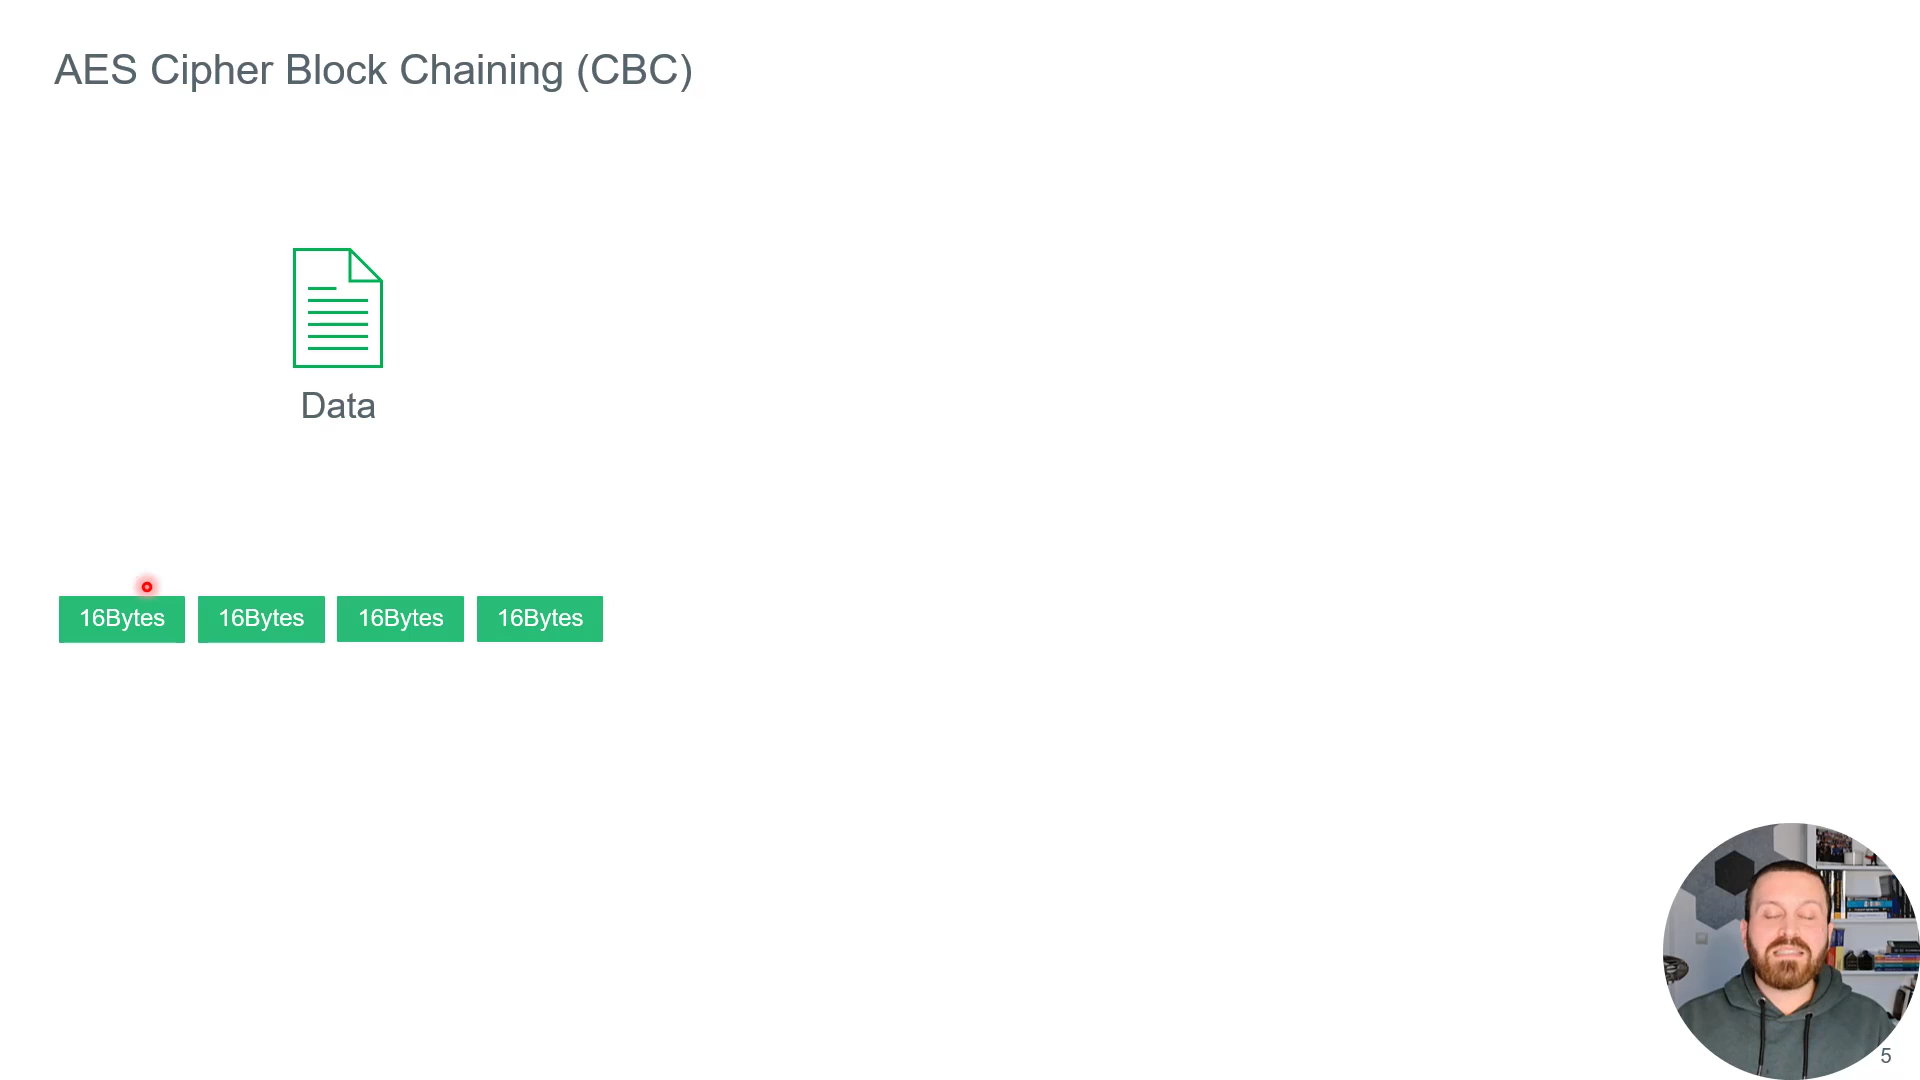 AES Cipher Block Chaining (CBC)
Data
16Bytes 16Bytes 16Bytes 16Bytes
5